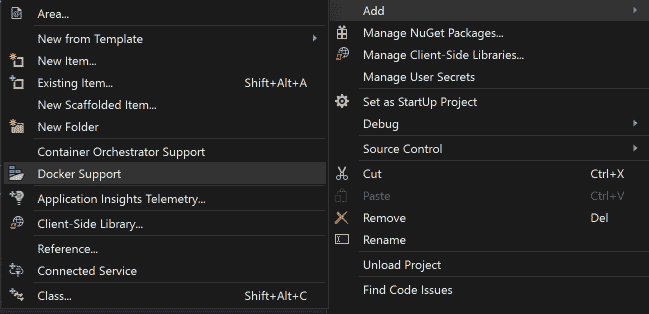 Area...
New from Template
New Item...
Existing Item... Shift+Alt+A
New Scaffolded Item...
New Folder
Container Orchestrator Support
Docker Support
Application Insights Telemetry...
Client-Side Library...
Reference...
Connected Service
Class... Shift+Alt+C
Add
Manage NuGet Packages...
Manage Client-Side Libraries...
Manage User Secrets
Set as StartUp Project
Debug
Source Control
Cut Ctrl+X
Paste Ctrl+V
Remove Del
Rename
Unload Project
Find Code Issues